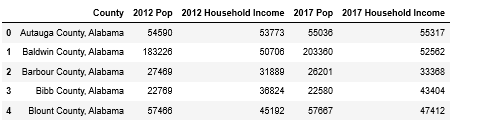 County 2012 Pop 2012 Household Income 2017 Pop 2017 Household Income
0 Autauga County, Alabama 54590 53773 55036 55317
1 Baldwin County, Alabama 183226 50706 203360 52562
2 Barbour County, Alabama 27469 31889 26201 33368
3 Bibb County, Alabama 22769 36824 22580 43404
4 Blount County, Alabama 57466 45192 57667 47412